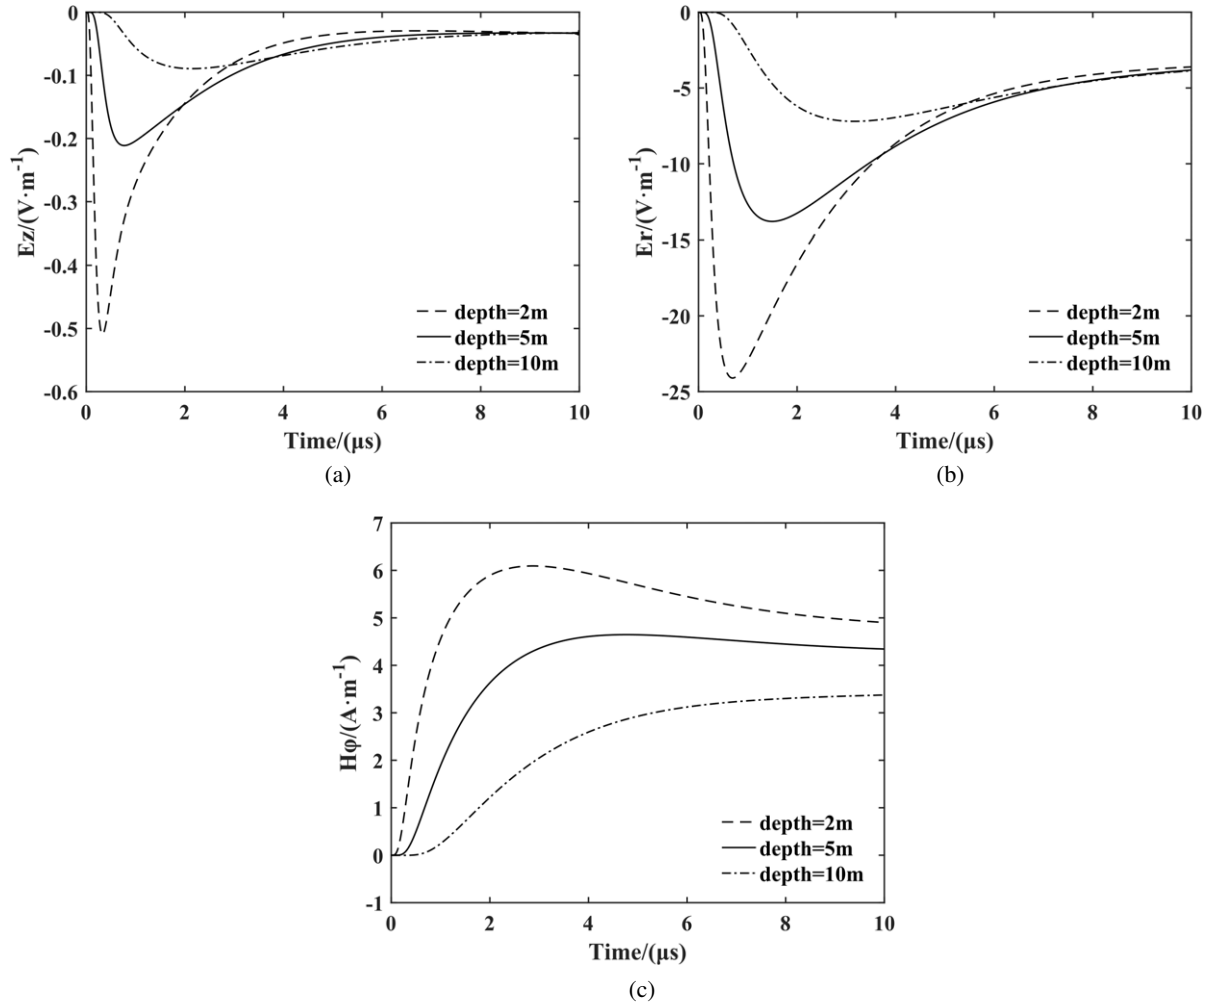 0
-0.1
-0.2
-0.3
-0.4
-0.5
-0.6
Ez/(V·m⁻¹)
depth=2m
depth=5m
depth=10m
0 2 4 6 8 10
Time/(μs)
(a)
0
-5
-10
-15
-20
-25
Er/(V·m⁻¹)
depth=2m
depth=5m
depth=10m
0 2 4 6 8 10
Time/(μs)
(b)
7
6
5
4
3
2
1
0
-1
Hφ/(A·m⁻¹)
depth=2m
depth=5m
depth=10m
0 2 4 6 8 10
Time/(μs)
(c)